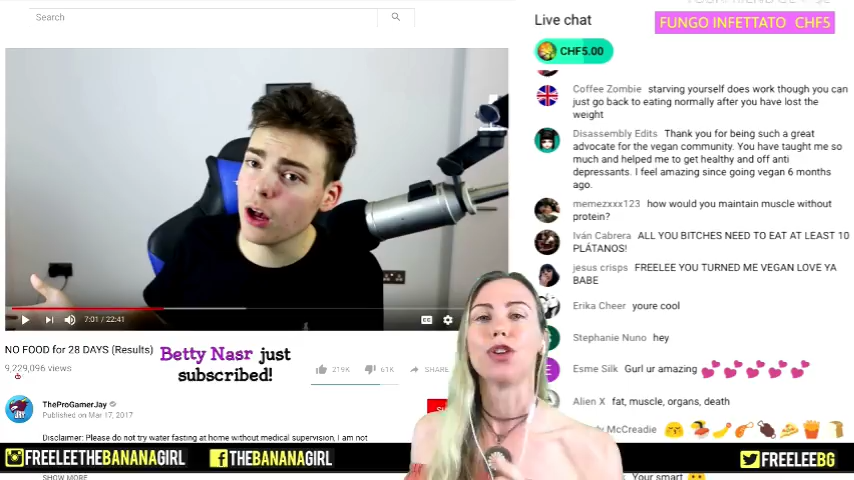 Search
Live chat
FUNGO INFETTATO CHF5
CHF5.00
Coffee Zombie starving yourself does work though you can
just go back to eating normally after you have lost the
weight
Disassembly Edits Thank you for being such a great
advocate for the vegan community. You have taught me so
much and helped me to get healthy and off anti
depressants. I feel amazing since going vegan 6 months
ago.
memezxxx123 how would you maintain muscle without
protein?
Iván Cabrera ALL YOU BITCHES NEED TO EAT AT LEAST 10
PLÁTANOS!
jesus crisps FREELEE YOU TURNED ME VEGAN LOVE YA
BABE
Erika Cheer youre cool
Stephanie Nuno hey
Esme Silk Gurl ur amazing
Alien X fat, muscle, organs, death
McCreadie
Your smart
7:01 / 22:41
NO FOOD for 28 DAYS (Results)
9,229,096 views
Betty Nasr just
subscribed!
219K
61K
SHARE
TheProGamerJay
Published on Mar 17, 2017
Disclaimer: Please do not try water fasting at home without medical supervision, I am not
FREELEETHEBANANAGIRL
THEBANANAGIRL
FREELEEBG
SHOW MORE